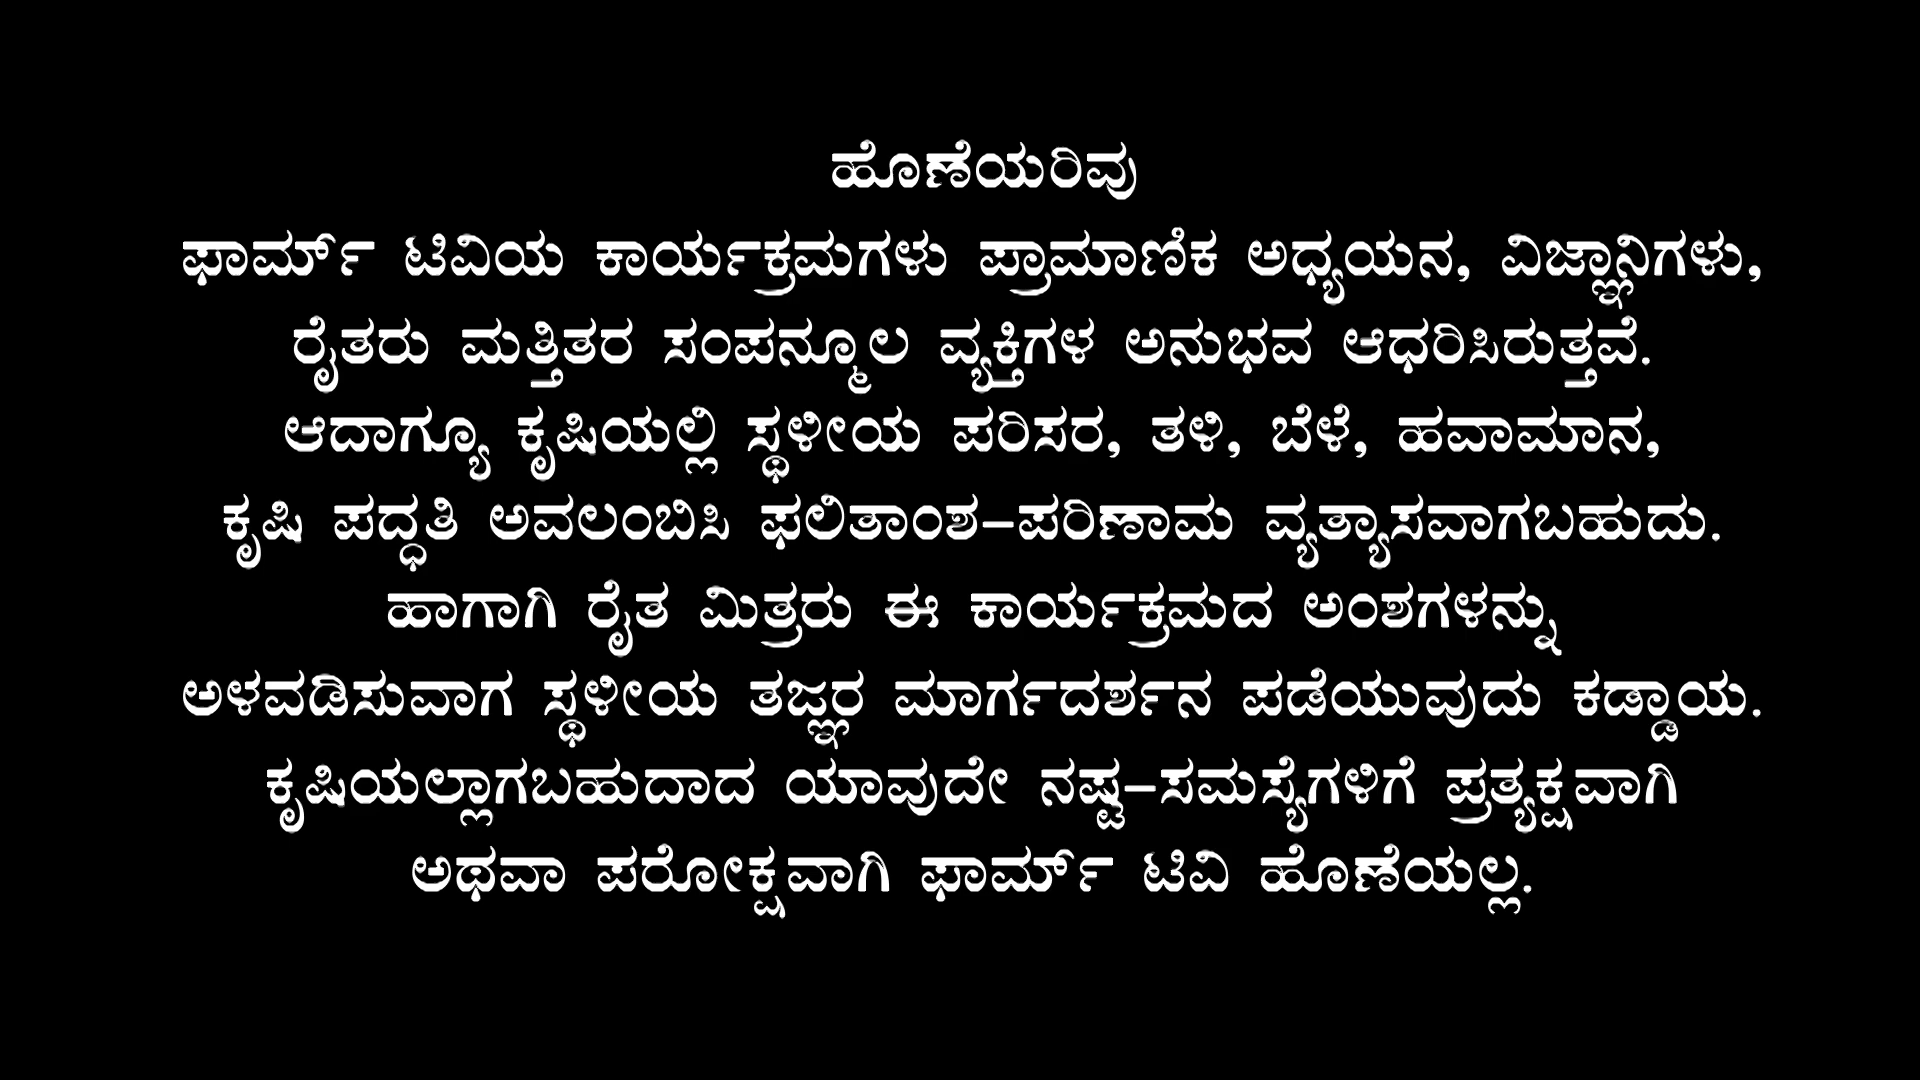 ಹೊಣೆಯರಿವು
ಫಾರ್ಮ್ ಟಿವಿಯ ಕಾರ್ಯಕ್ರಮಗಳು ಪ್ರಾಮಾಣಿಕ ಅಧ್ಯಯನ, ವಿಜ್ಞಾನಿಗಳು,
ರೈತರು ಮತ್ತಿತರ ಸಂಪನ್ಮೂಲ ವ್ಯಕ್ತಿಗಳ ಅನುಭವ ಆಧರಿಸಿರುತ್ತವೆ.
ಆದಾಗ್ಯೂ ಕೃಷಿಯಲ್ಲಿ ಸ್ಥಳೀಯ ಪರಿಸರ, ತಳಿ, ಬೆಳೆ, ಹವಾಮಾನ,
ಕೃಷಿ ಪದ್ಧತಿ ಅವಲಂಬಿಸಿ ಫಲಿತಾಂಶ-ಪರಿಣಾಮ ವ್ಯತ್ಯಾಸವಾಗಬಹುದು.
ಹಾಗಾಗಿ ರೈತ ಮಿತ್ರರು ಈ ಕಾರ್ಯಕ್ರಮದ ಅಂಶಗಳನ್ನು
ಅಳವಡಿಸುವಾಗ ಸ್ಥಳೀಯ ತಜ್ಞರ ಮಾರ್ಗದರ್ಶನ ಪಡೆಯುವುದು ಕಡ್ಡಾಯ.
ಕೃಷಿಯಲ್ಲಾಗಬಹುದಾದ ಯಾವುದೇ ನಷ್ಟ-ಸಮಸ್ಯೆಗಳಿಗೆ ಪ್ರತ್ಯಕ್ಷವಾಗಿ
ಅಥವಾ ಪರೋಕ್ಷವಾಗಿ ಫಾರ್ಮ್ ಟಿವಿ ಹೊಣೆಯಲ್ಲ.